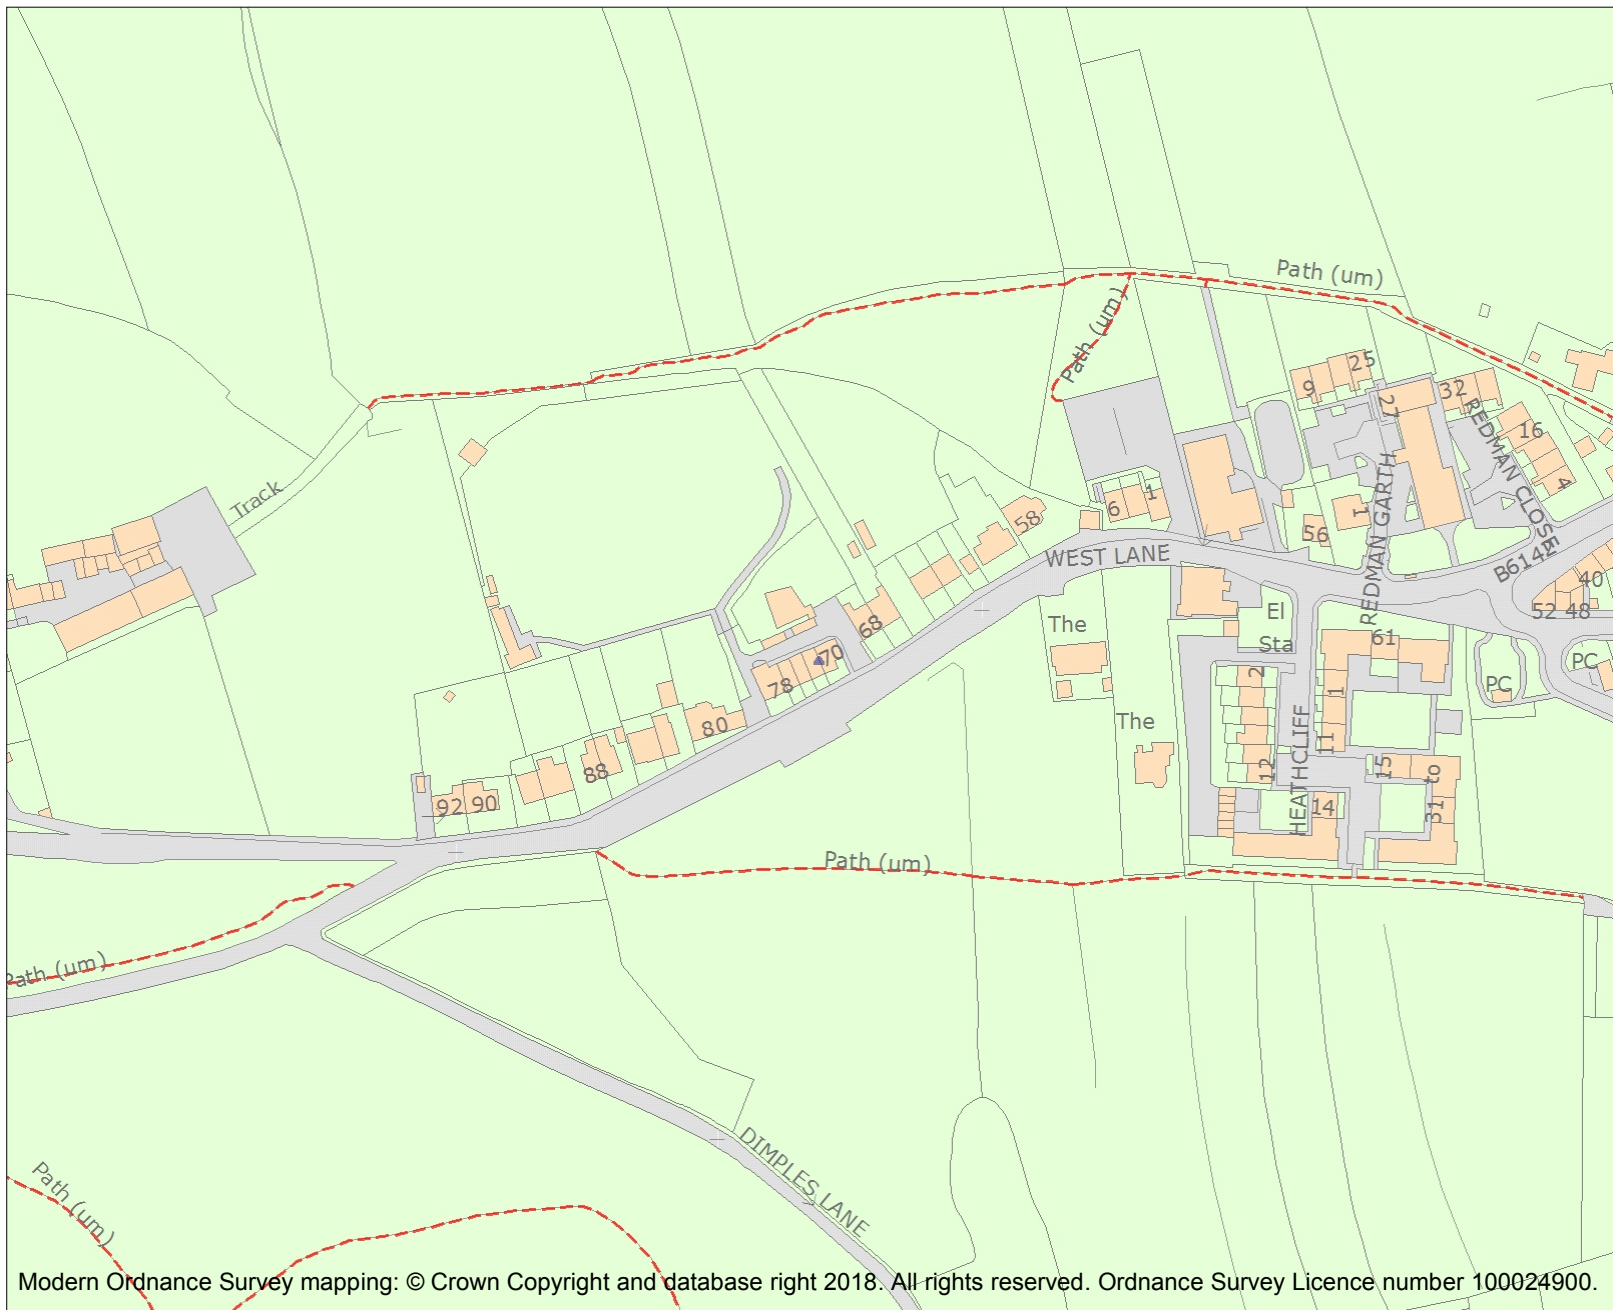 Path (um)
Path (um)
25
9
32
27
16
REDMAN CLOSE
4
Track
6
1
58
1
56
REDMAN GARTH
WEST LANE
B6142
40
52
48
El
Sta
The
68
61
70
78
2
1
PC
PC
80
The
11
88
12
HEATHCLIFF
15
31 to
92
90
14
Path (um)
Path (um)
DIMPLES LANE
Path (um)
Modern Ordnance Survey mapping: © Crown Copyright and database right 2018. All rights reserved. Ordnance Survey Licence number 100024900.